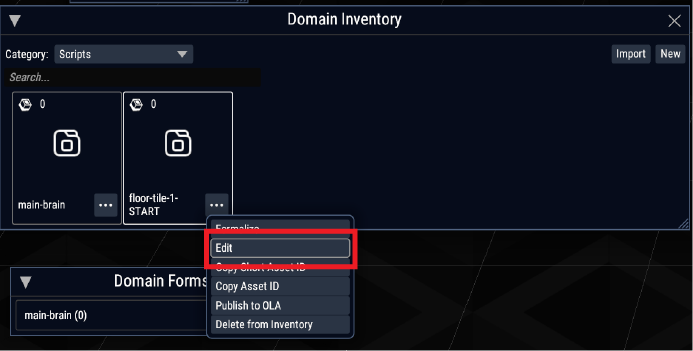 Domain Inventory
Category: Scripts
Import New
Search...
0 0
main-brain
floor-tile-1-
START
Formalize
Edit
Copy Short Asset ID
Copy Asset ID
Publish to OLA
Delete from Inventory
Domain Forms
main-brain (0)